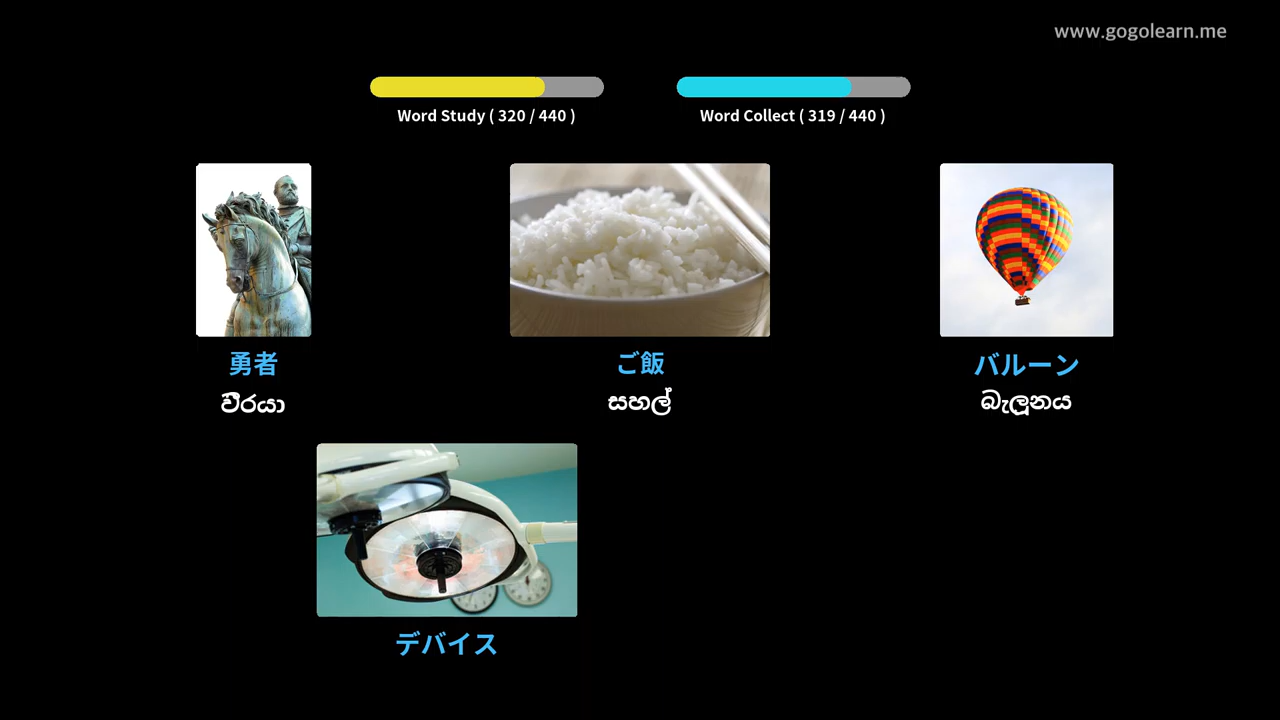 www.gogolearn.me
Word Study ( 320 / 440 )
Word Collect ( 319 / 440 )
勇者
වීරයා
ご飯
සහල්
バルーン
බැලූනය
デバイス